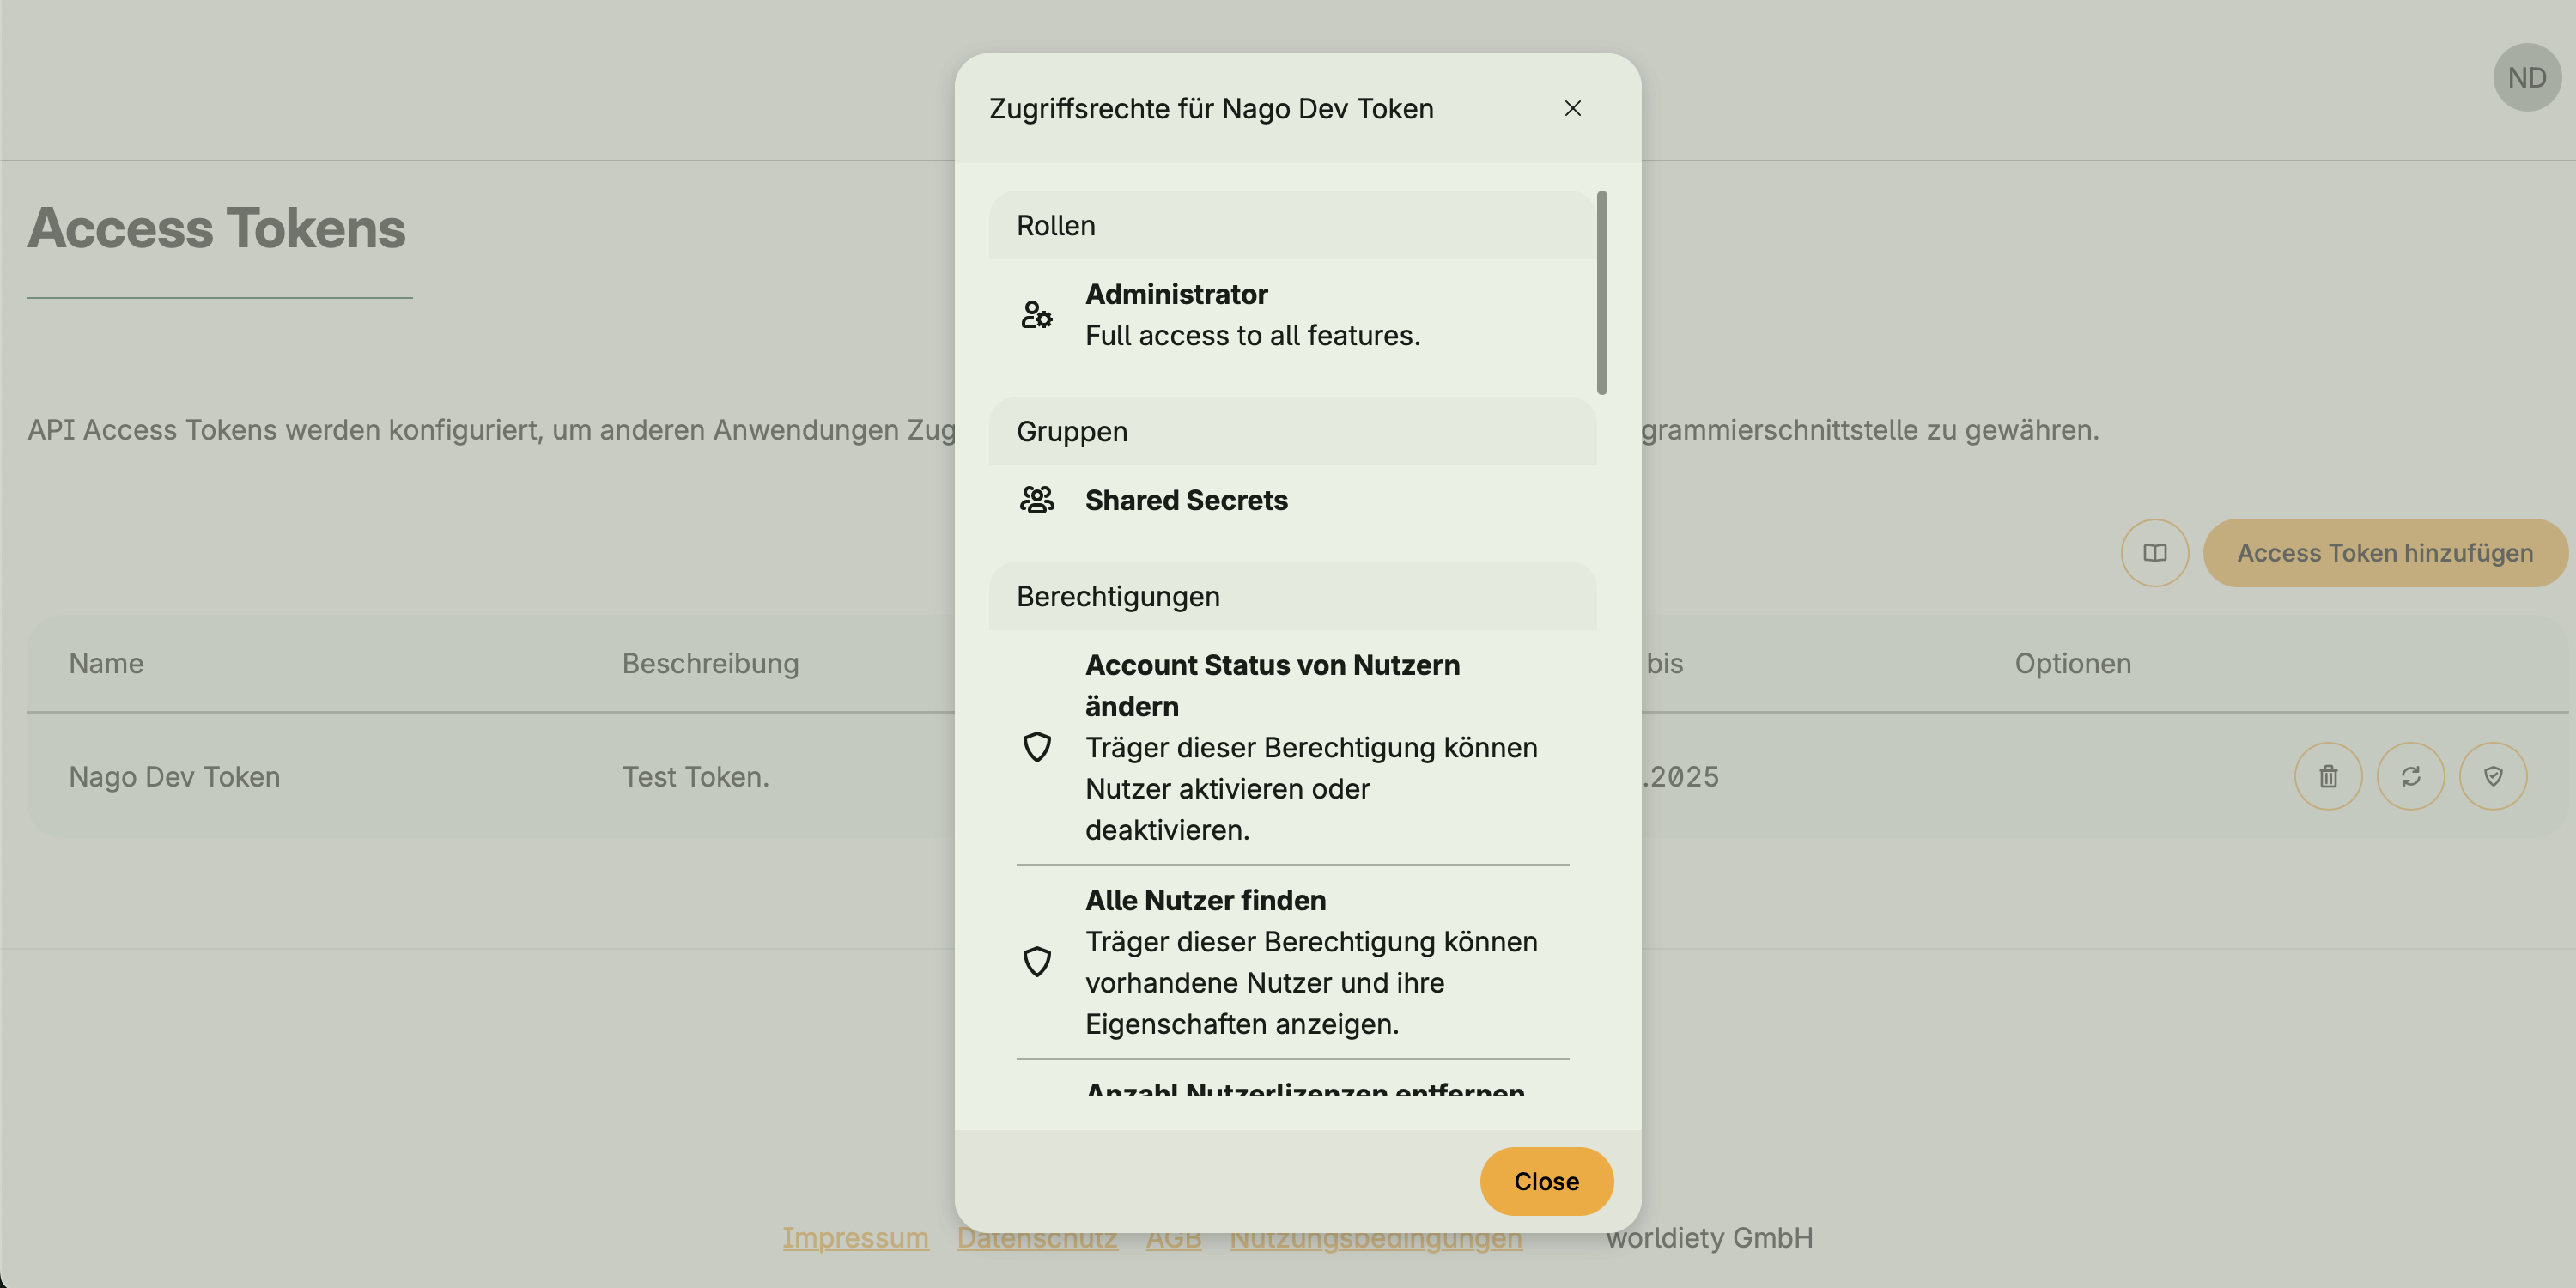 ND
Zugriffsrechte für Nago Dev Token
Access Tokens
Rollen
Administrator
Full access to all features.
API Access Tokens werden konfiguriert, um anderen Anwendungen Zug
grammierschnittstelle zu gewähren.
Gruppen
Shared Secrets
Access Token hinzufügen
Berechtigungen
Name Beschreibung bis Optionen
Account Status von Nutzern
ändern
Träger dieser Berechtigung können
Nutzer aktivieren oder
deaktivieren.
Nago Dev Token Test Token. .2025
Alle Nutzer finden
Träger dieser Berechtigung können
vorhandene Nutzer und ihre
Eigenschaften anzeigen.
Anzahl Nutzerlizenzen entfernen
Close
Impressum Datenschutz AGB Nutzungsbedingungen worldiety GmbH